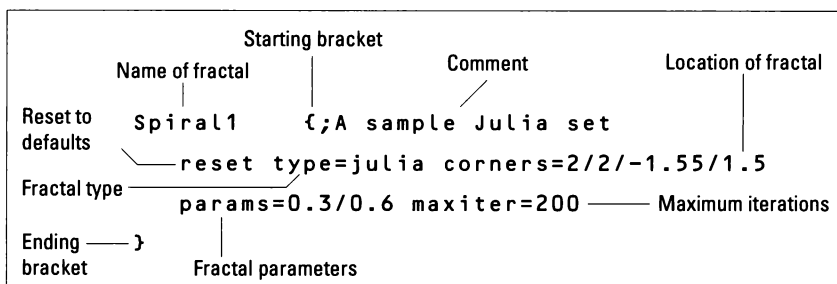 Starting bracket
Name of fractal
Comment
Location of fractal
Reset to
defaults
Spiral1 {;A sample Julia set
reset type=julia corners=2/2/-1.55/1.5
Fractal type
params=0.3/0.6 maxiter=200
Maximum iterations
Ending
bracket
}
Fractal parameters